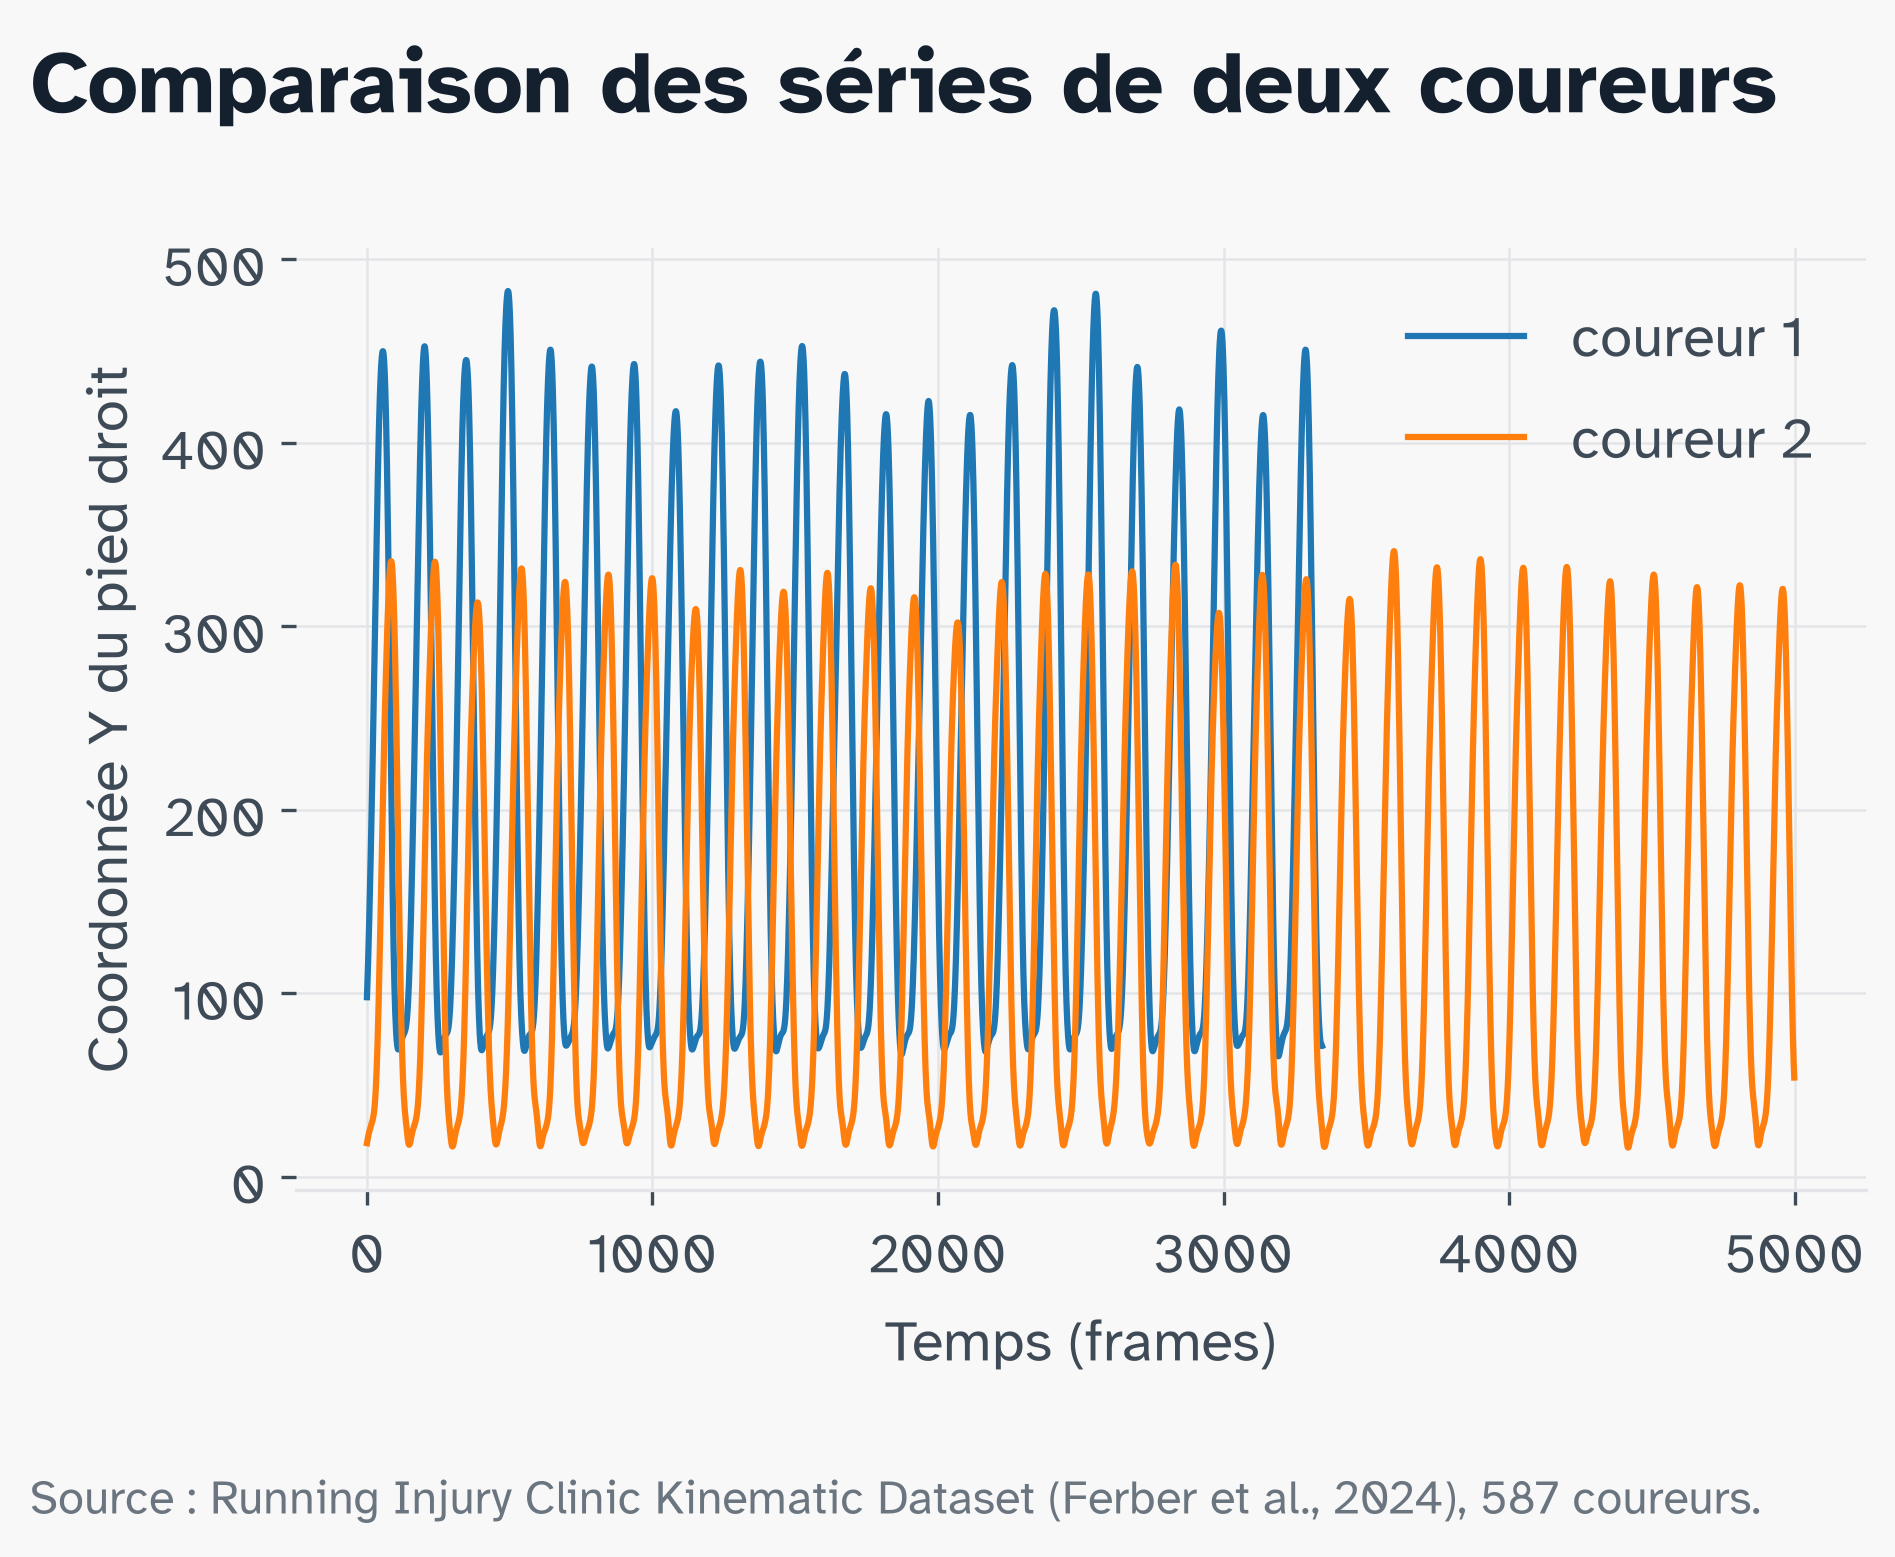 Comparaison des séries de deux coureurs
500
400
300
200
100
0
Coordonnée Y du pied droit
coureur 1
coureur 2
0 1000 2000 3000 4000 5000
Temps (frames)
Source : Running Injury Clinic Kinematic Dataset (Ferber et al., 2024), 587 coureurs.